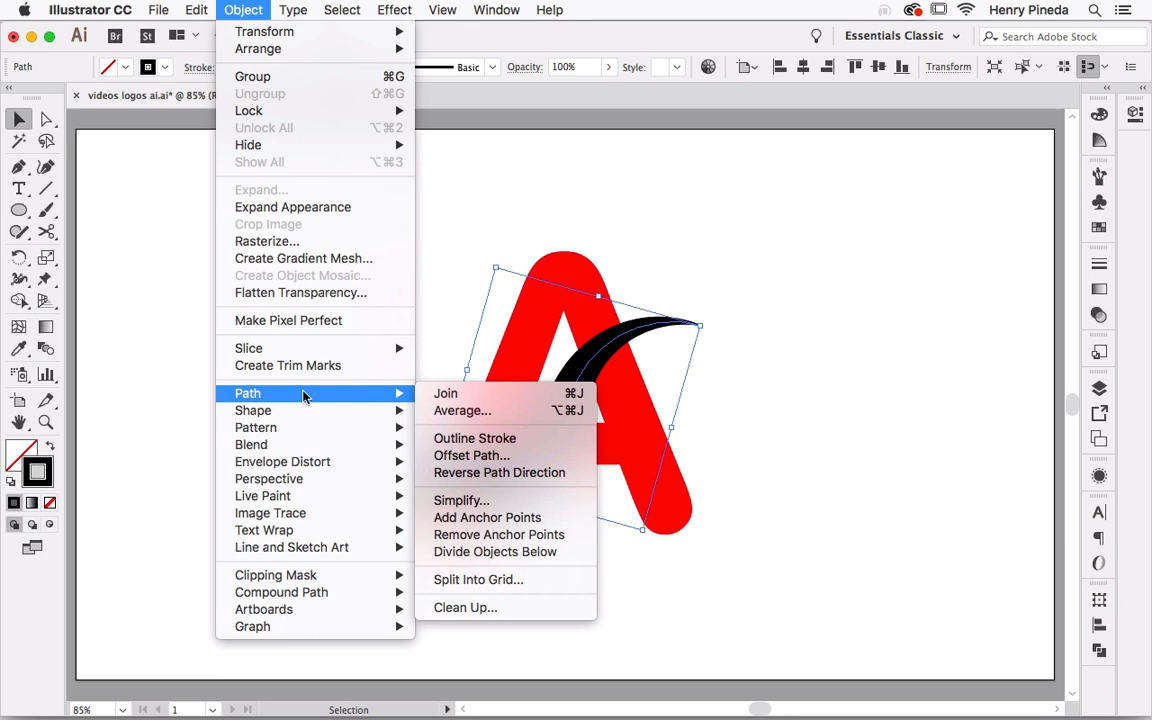 Illustrator CC File Edit Object Type Select Effect View Window Help Henry Pineda
Ai Br St Essentials Classic Search Adobe Stock
Path Stroke: Basic Opacity: 100% Style: Transform
videos logos ai.ai* @ 85% (R
Transform
Arrange
Group ⌘G
Ungroup ⇧⌘G
Lock
Unlock All ⌥⌘2
Hide
Show All ⌥⌘3
Expand...
Expand Appearance
Crop Image
Rasterize...
Create Gradient Mesh...
Create Object Mosaic...
Flatten Transparency...
Make Pixel Perfect
Slice
Create Trim Marks
Path
Shape
Pattern
Blend
Envelope Distort
Perspective
Live Paint
Image Trace
Text Wrap
Line and Sketch Art
Clipping Mask
Compound Path
Artboards
Graph
Join ⌘J
Average... ⌥⌘J
Outline Stroke
Offset Path...
Reverse Path Direction
Simplify...
Add Anchor Points
Remove Anchor Points
Divide Objects Below
Split Into Grid...
Clean Up...
A
85% 1 Selection